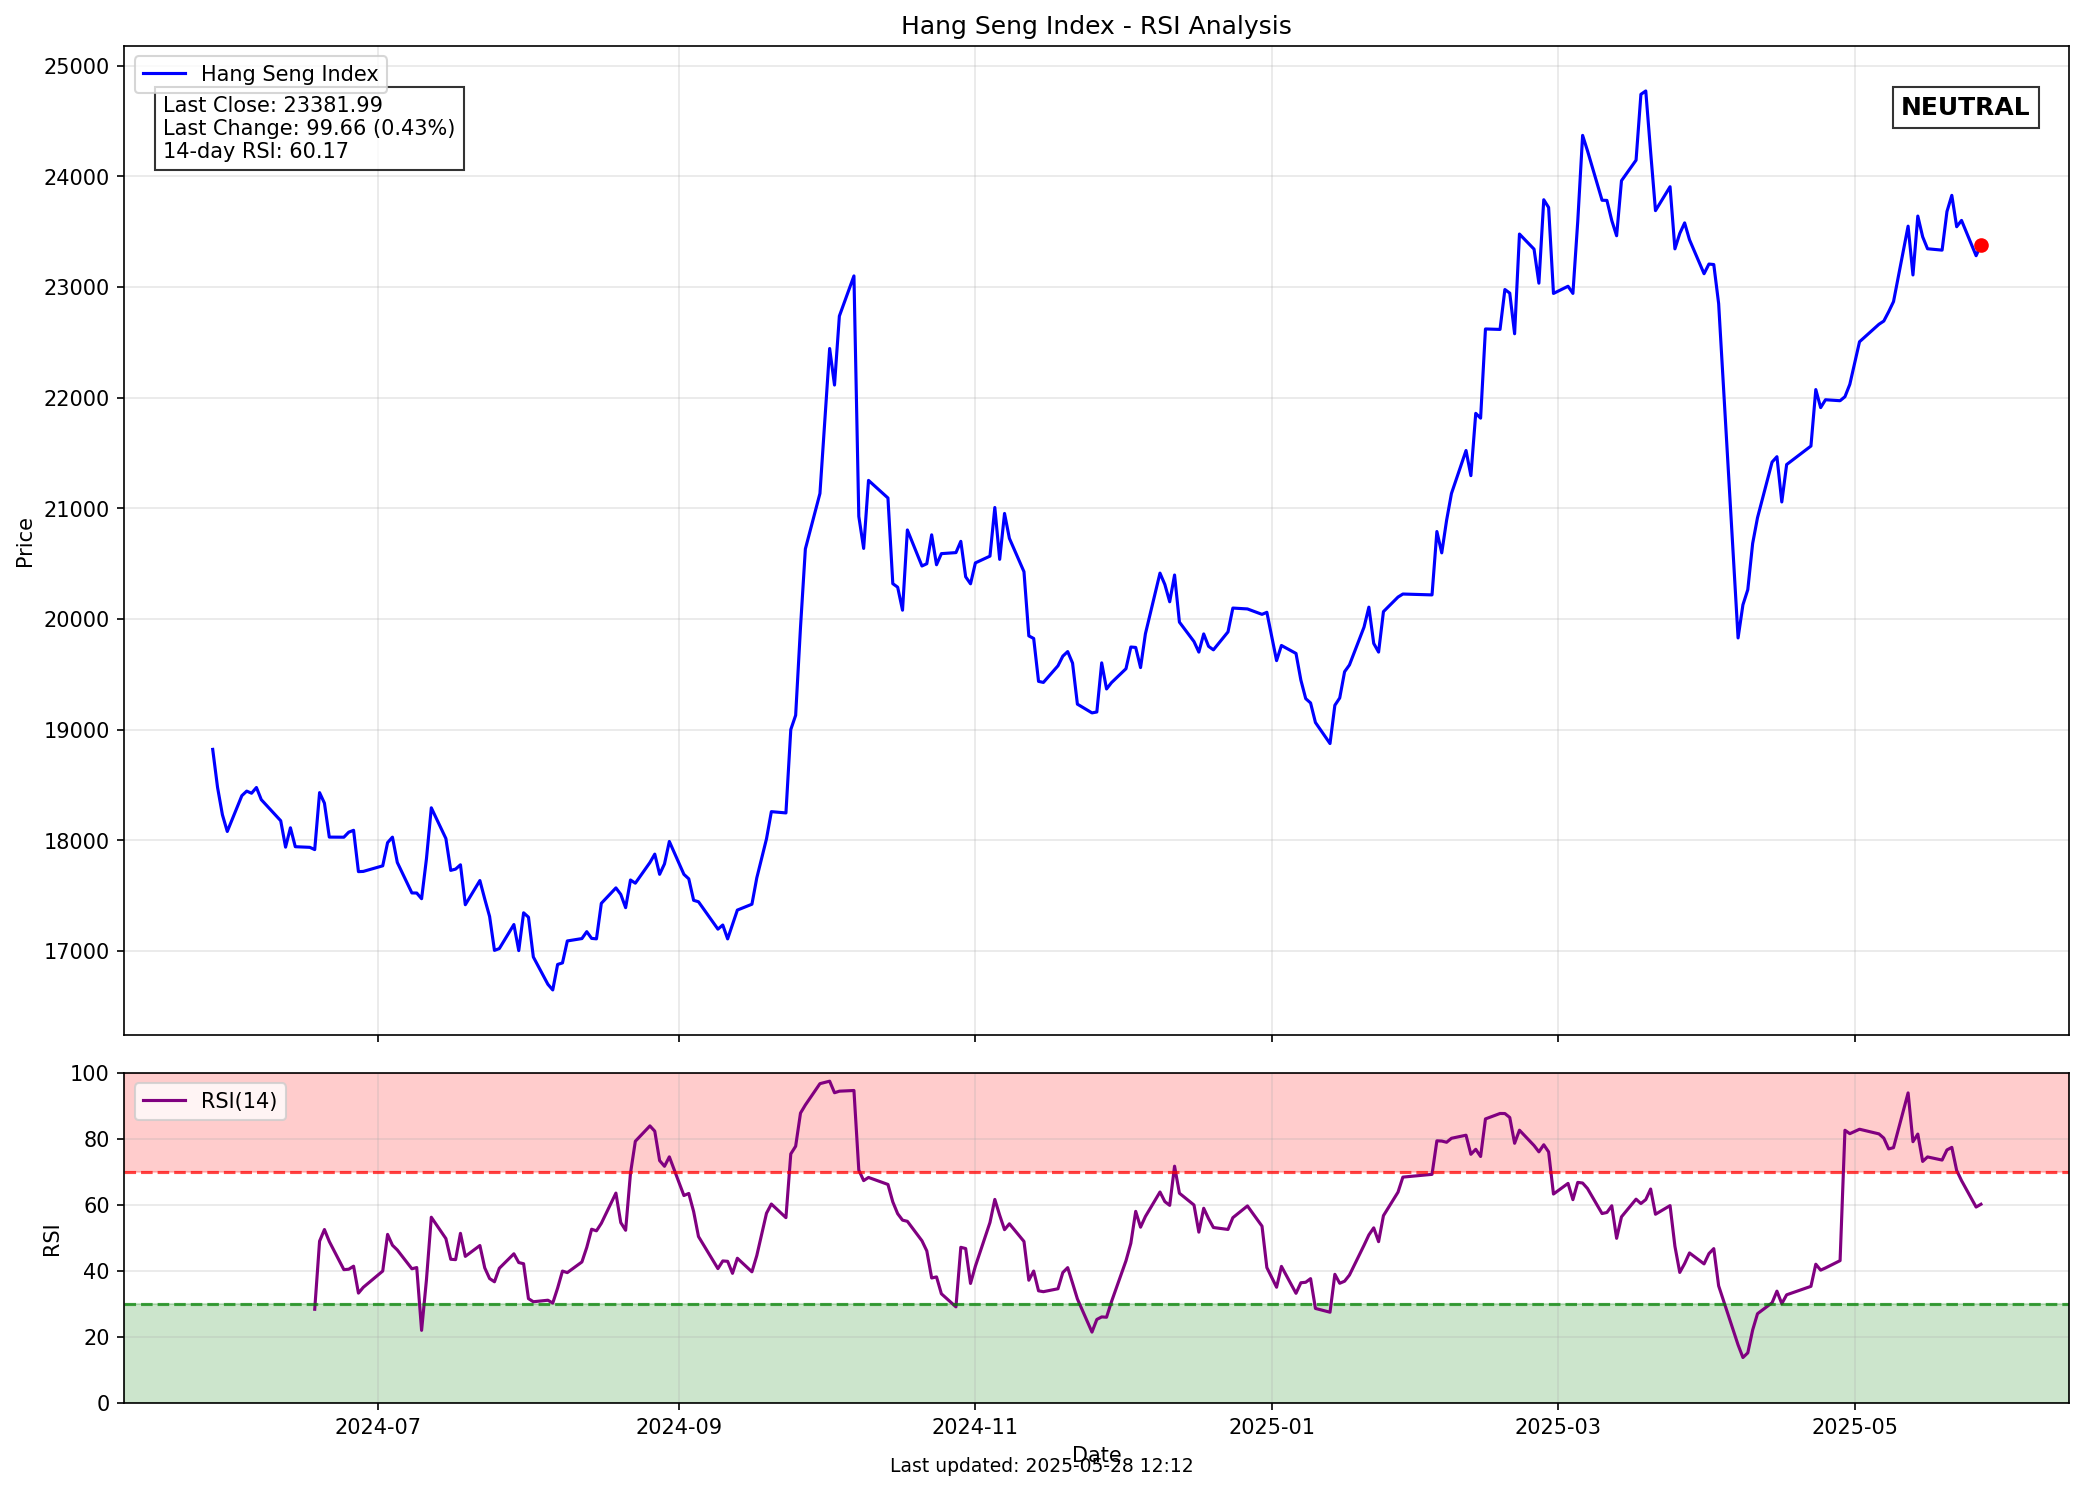 Hang Seng Index - RSI Analysis
Hang Seng Index
Last Close: 23381.99
Last Change: 99.66 (0.43%)
14-day RSI: 60.17
NEUTRAL
25000
24000
23000
22000
21000
20000
19000
18000
17000
Price
RSI(14)
100
80
60
40
20
0
RSI
2024-07
2024-09
2024-11
2025-01
2025-03
2025-05
Date
Last updated: 2025-05-28 12:12